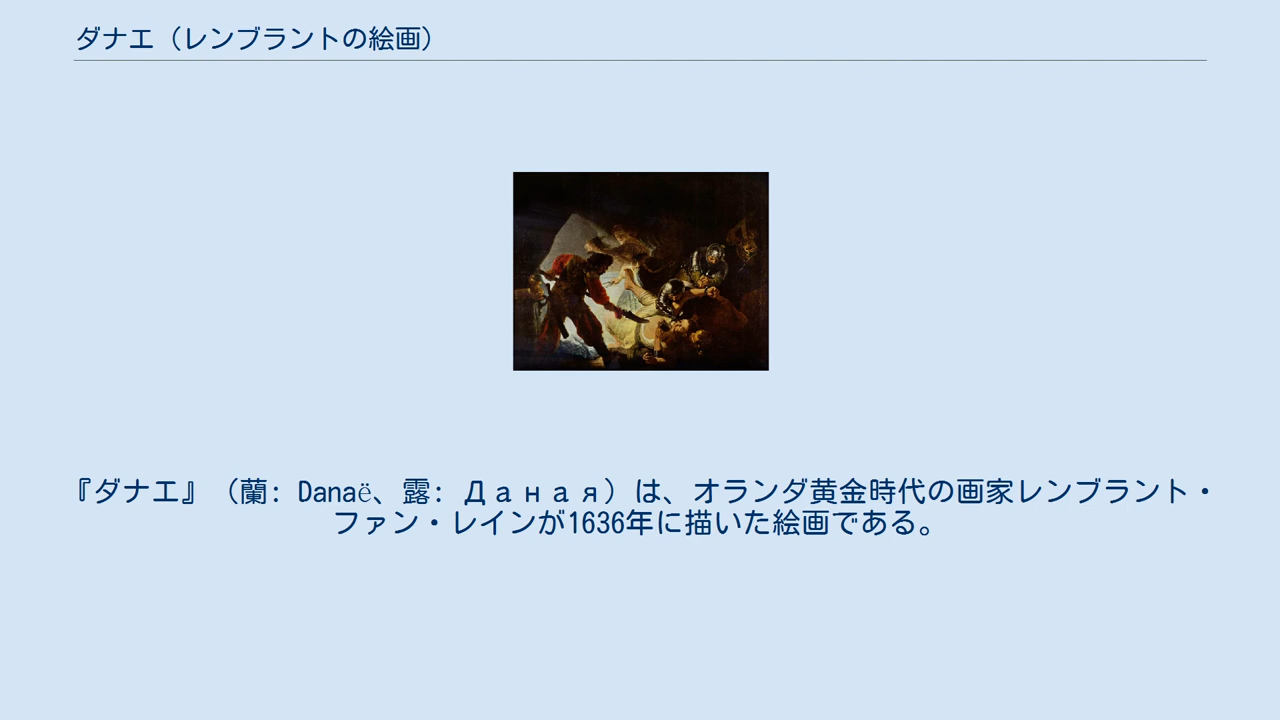 ダナエ（レンブラントの絵画）
『ダナエ』（蘭: Danaë、露: Даная）は、オランダ黄金時代の画家レンブラント・
ファン・レインが1636年に描いた絵画である。